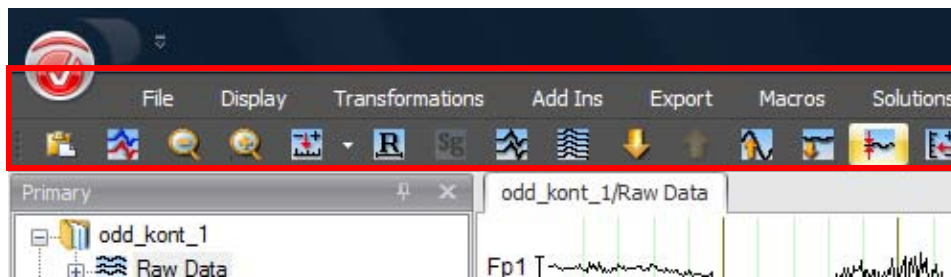 File Display Transformations Add Ins Export Macros Solutions
R Sg
Primary
odd_kont_1/Raw Data
odd_kont_1
Raw Data
Fp1